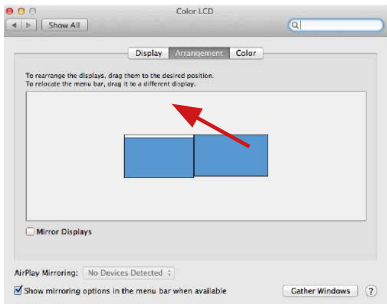 Color LCD
Show All
Display Arrangement Color
To rearrange the displays, drag them to the desired position.
To relocate the menu bar, drag it to a different display.
Mirror Displays
AirPlay Mirroring: No Devices Detected
Show mirroring options in the menu bar when available
Gather Windows ?